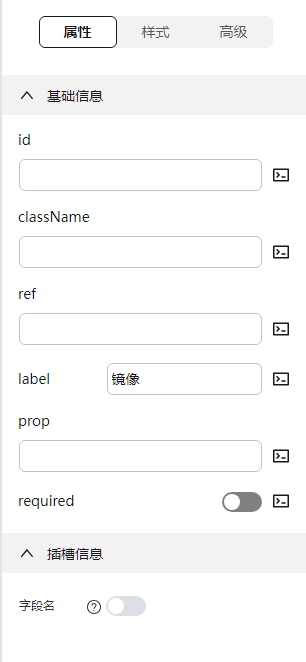 属性 样式 高级
基础信息
id
className
ref
label 镜像
prop
required
插槽信息
字段名